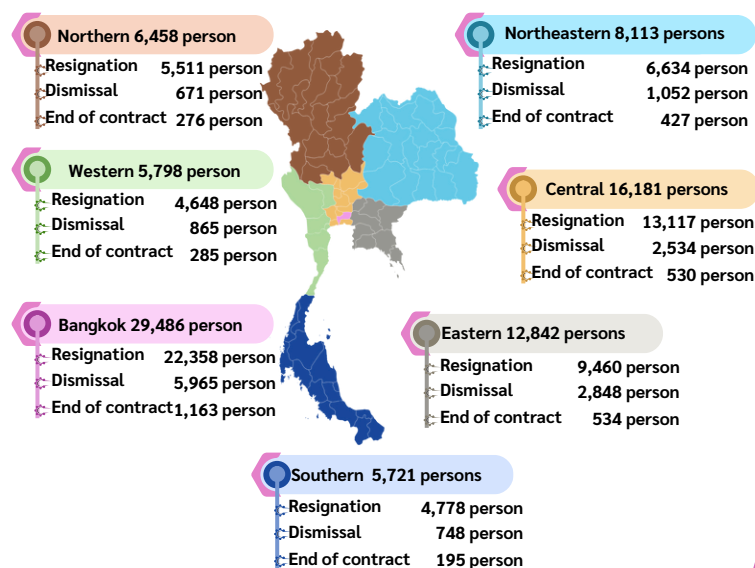 Northern 6,458 person
Resignation 5,511 person
Dismissal 671 person
End of contract 276 person
Northeastern 8,113 persons
Resignation 6,634 person
Dismissal 1,052 person
End of contract 427 person
Western 5,798 person
Resignation 4,648 person
Dismissal 865 person
End of contract 285 person
Central 16,181 persons
Resignation 13,117 person
Dismissal 2,534 person
End of contract 530 person
Bangkok 29,486 person
Resignation 22,358 person
Dismissal 5,965 person
End of contract 1,163 person
Eastern 12,842 persons
Resignation 9,460 person
Dismissal 2,848 person
End of contract 534 person
Southern 5,721 persons
Resignation 4,778 person
Dismissal 748 person
End of contract 195 person